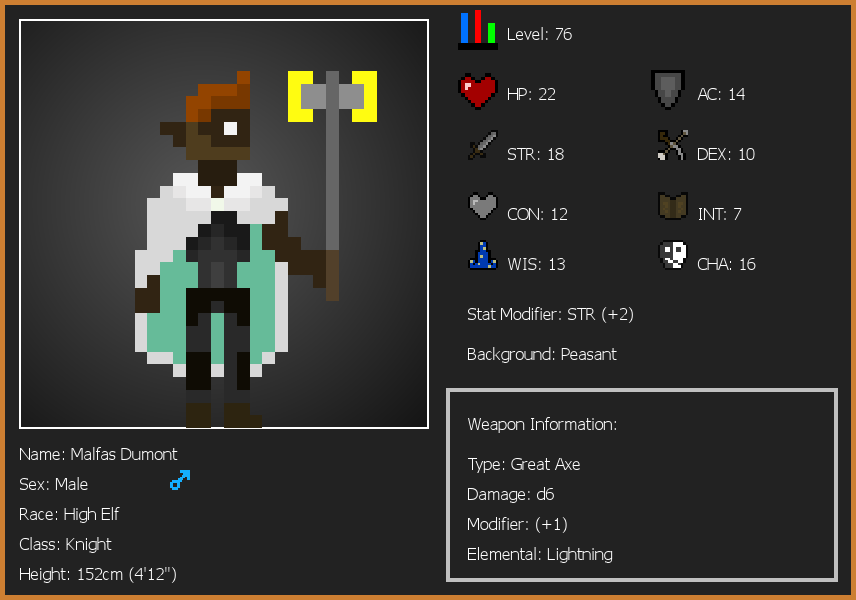 Level: 76
HP: 22
AC: 14
STR: 18
DEX: 10
CON: 12
INT: 7
WIS: 13
CHA: 16
Stat Modifier: STR (+2)
Background: Peasant
Weapon Information:
Type: Great Axe
Damage: d6
Modifier: (+1)
Elemental: Lightning
Name: Malfas Dumont
Sex: Male
Race: High Elf
Class: Knight
Height: 152cm (4'12")